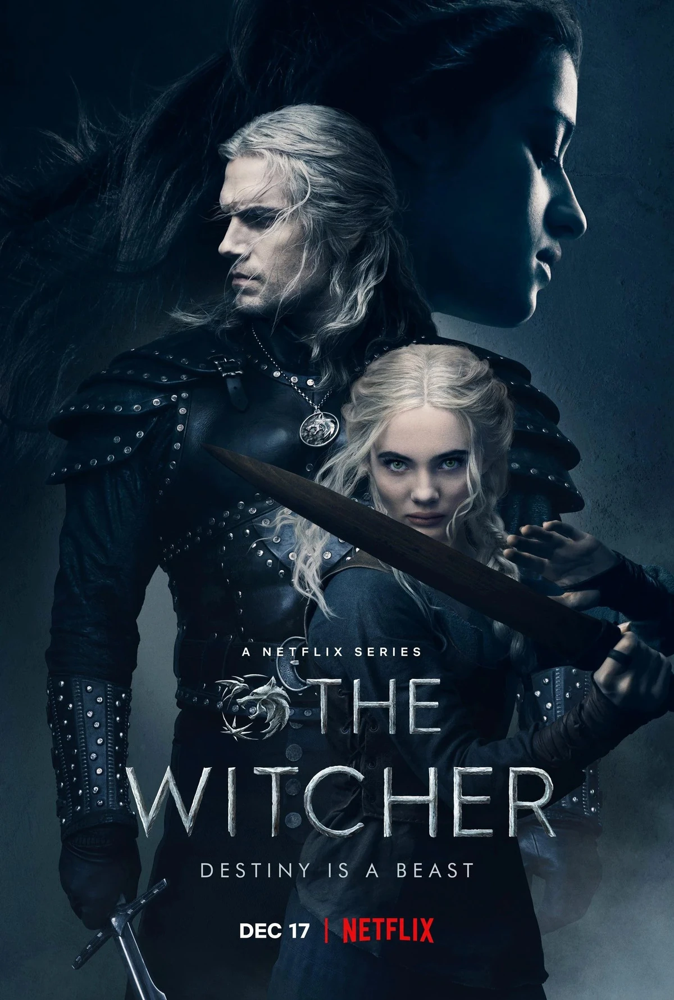 A NETFLIX SERIES
THE
WITCHER
DESTINY IS A BEAST
DEC 17 | NETFLIX